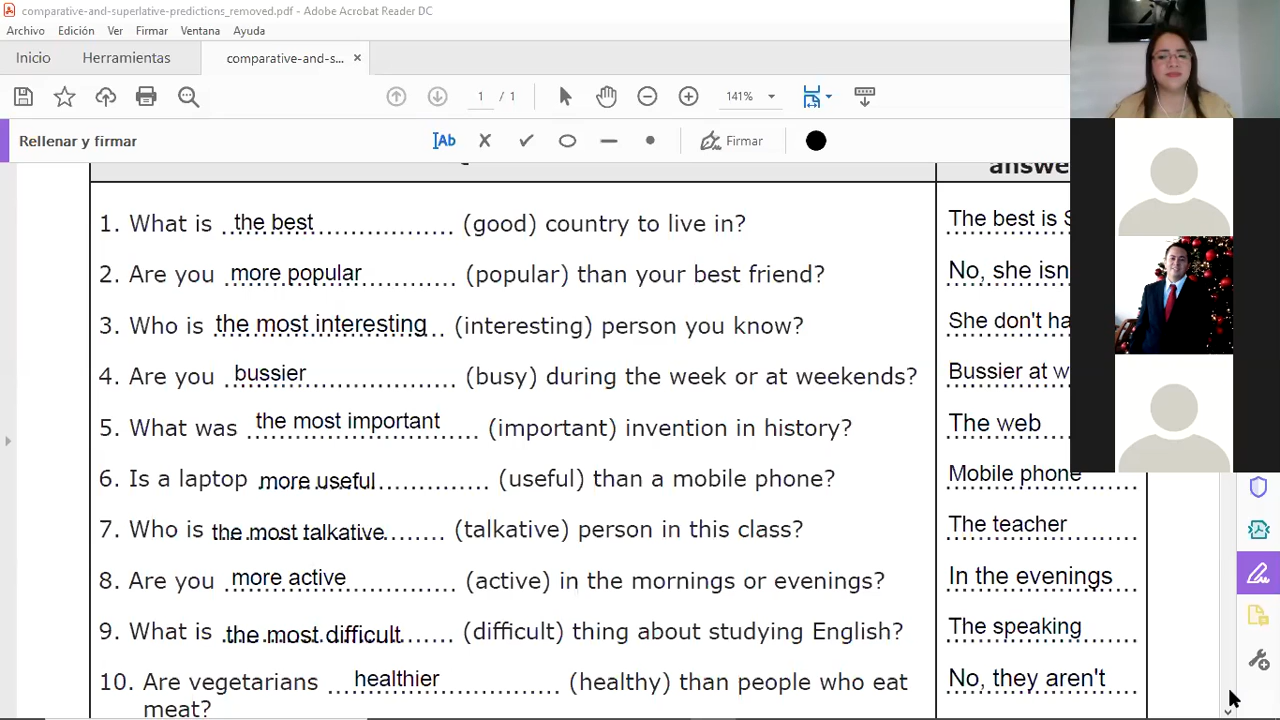 comparative-and-superlative-predictions_removed.pdf - Adobe Acrobat Reader DC
Archivo Edición Ver Firmar Ventana Ayuda
Inicio Herramientas comparative-and-s... ×
1 / 1 141%
Rellenar y firmar Ab Firmar
1. What is the best (good) country to live in? The best is
2. Are you more popular (popular) than your best friend? No, she isn
3. Who is the most interesting (interesting) person you know? She don't ha
4. Are you bussier (busy) during the week or at weekends? Bussier at w
5. What was the most important (important) invention in history? The web
6. Is a laptop more useful (useful) than a mobile phone? Mobile phone
7. Who is the most talkative (talkative) person in this class? The teacher
8. Are you more active (active) in the mornings or evenings? In the evenings
9. What is the most difficult (difficult) thing about studying English? The speaking
10. Are vegetarians healthier (healthy) than people who eat No, they aren't
meat?